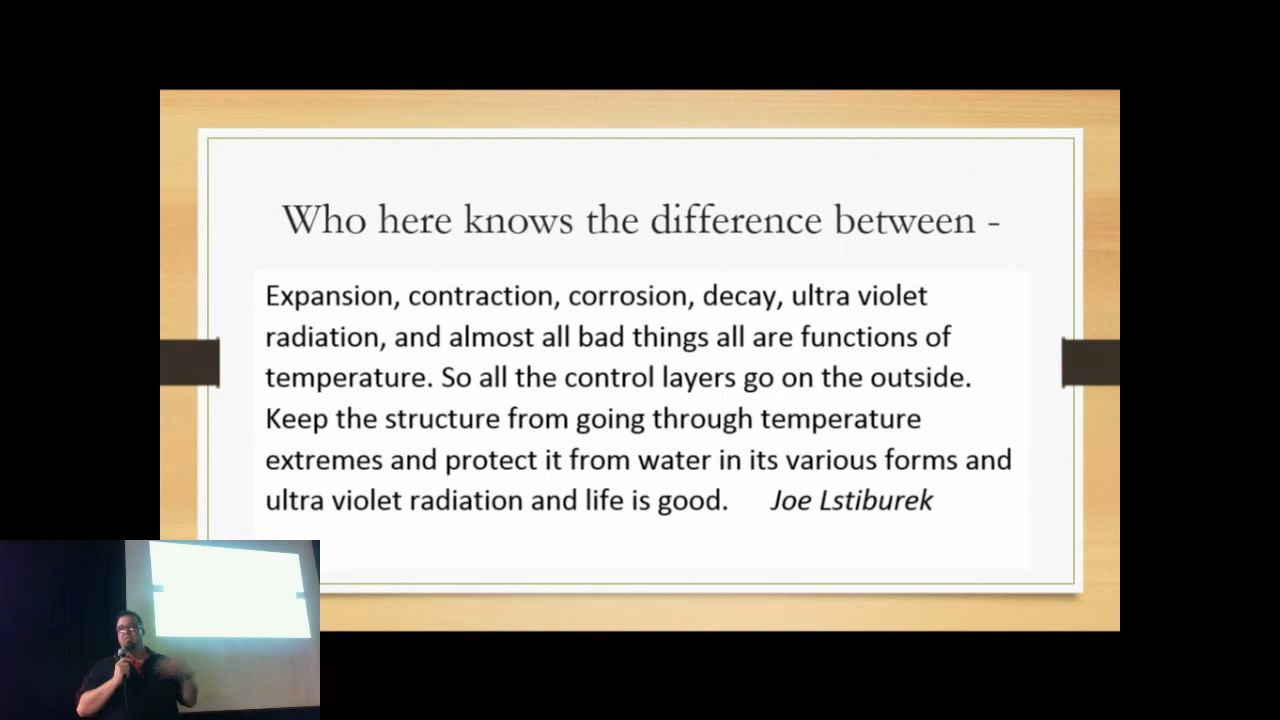 Who here knows the difference between -
Expansion, contraction, corrosion, decay, ultra violet
radiation, and almost all bad things all are functions of
temperature. So all the control layers go on the outside.
Keep the structure from going through temperature
extremes and protect it from water in its various forms and
ultra violet radiation and life is good. Joe Lstiburek